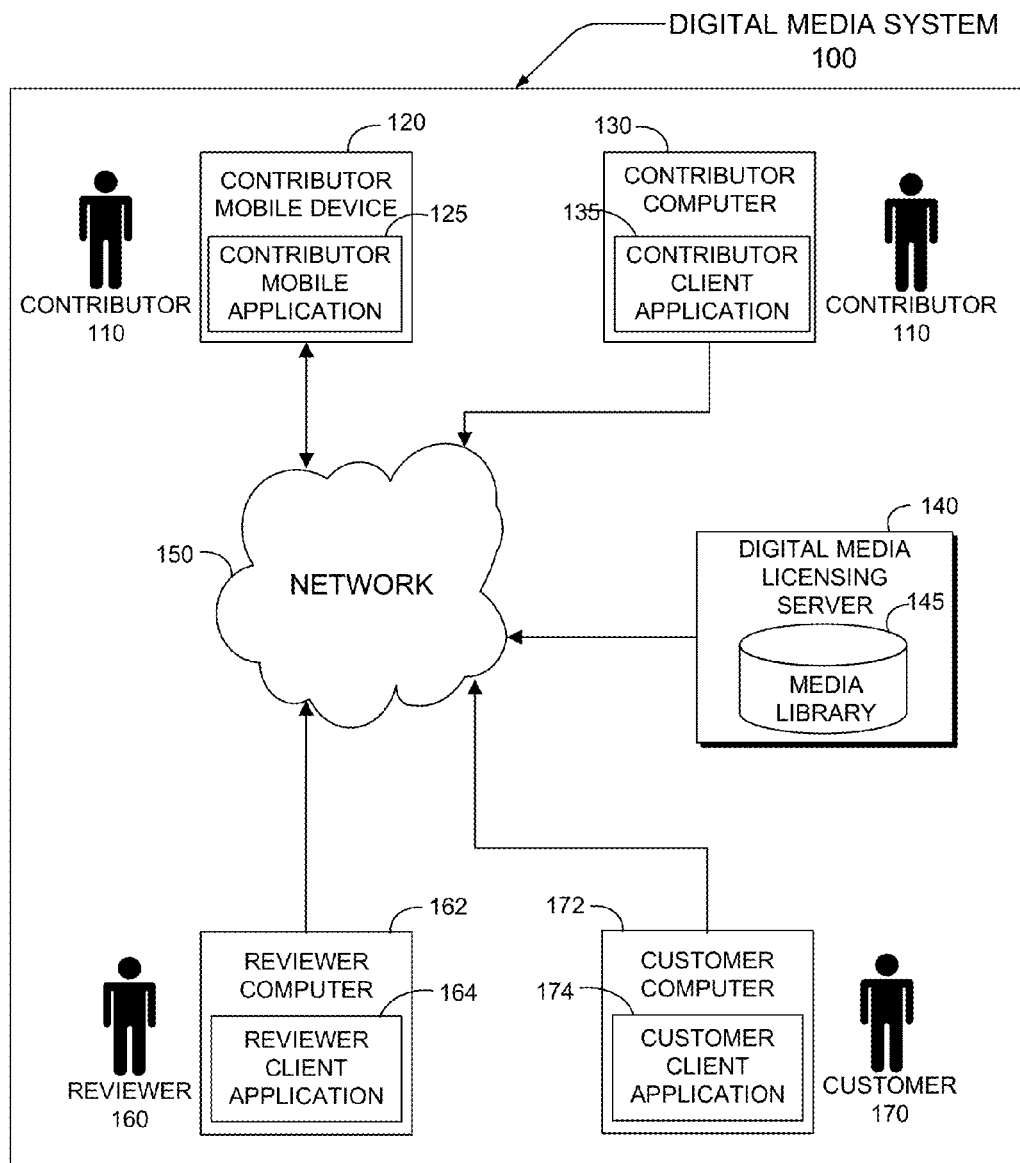 DIGITAL MEDIA SYSTEM
100
120
CONTRIBUTOR
MOBILE DEVICE
125
CONTRIBUTOR
MOBILE
APPLICATION
CONTRIBUTOR
110
130
CONTRIBUTOR
COMPUTER
135
CONTRIBUTOR
CLIENT
APPLICATION
CONTRIBUTOR
110
150
NETWORK
140
DIGITAL MEDIA
LICENSING
SERVER
145
MEDIA
LIBRARY
162
REVIEWER
COMPUTER
164
REVIEWER
CLIENT
APPLICATION
REVIEWER
160
172
CUSTOMER
COMPUTER
174
CUSTOMER
CLIENT
APPLICATION
CUSTOMER
170